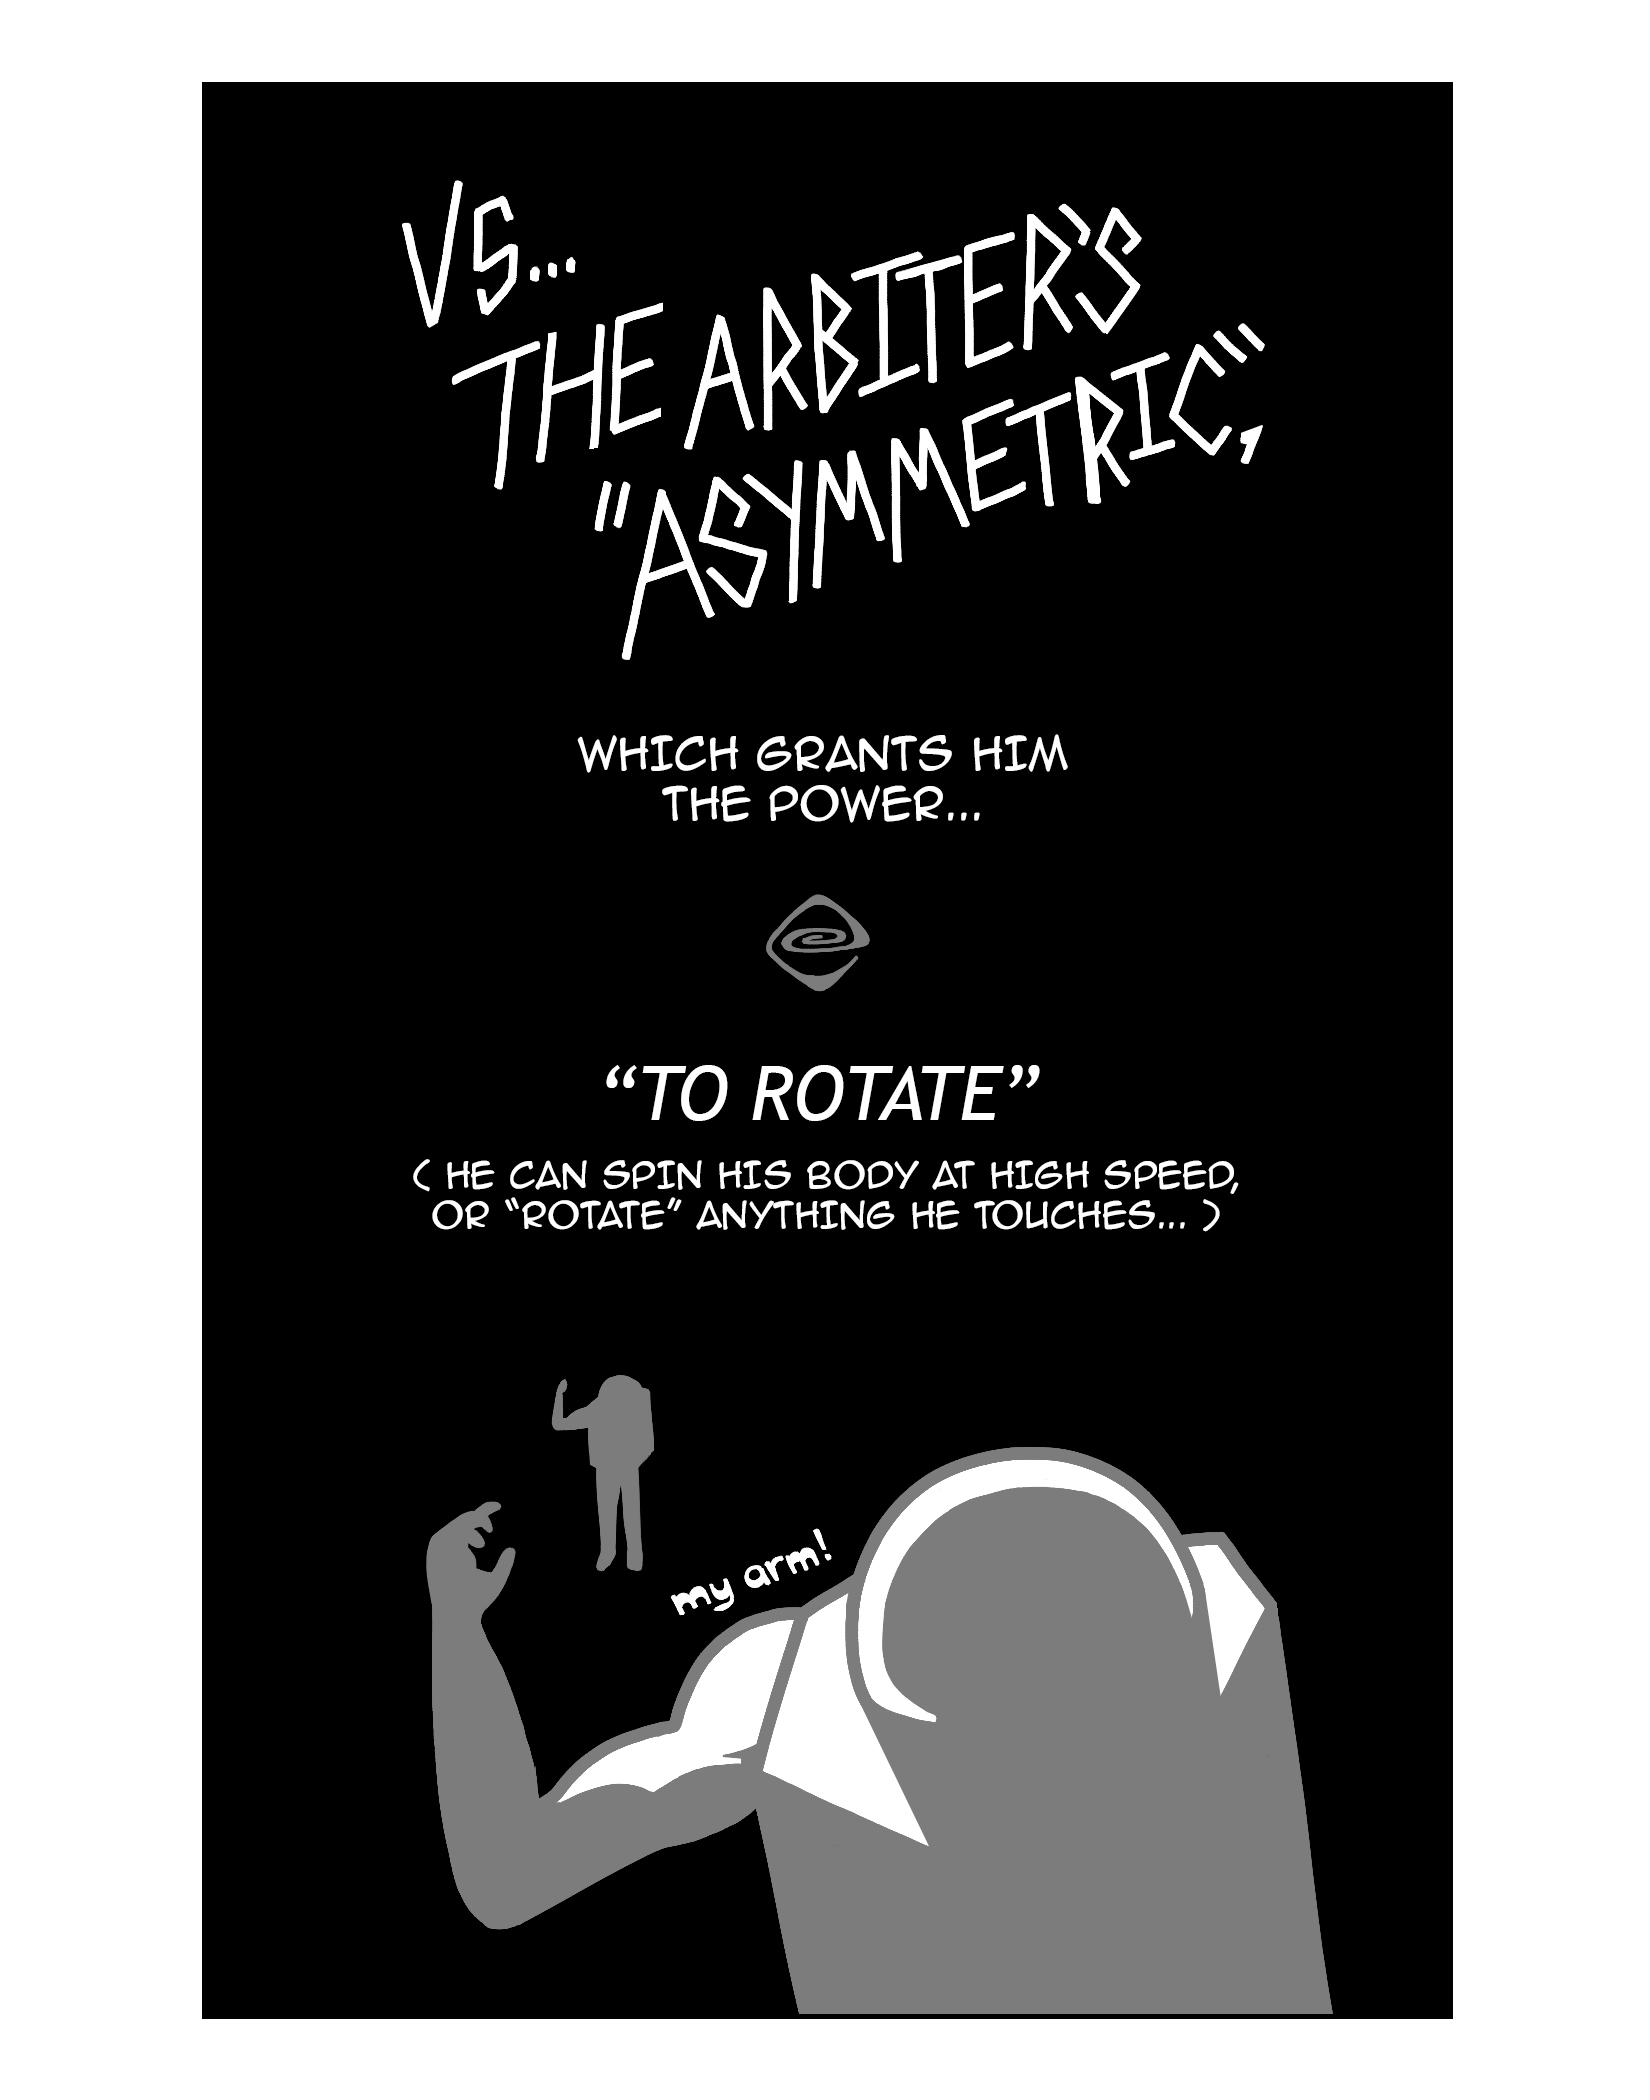 VS...
THE ARBITER'S
"ASYMMETRIC,"
WHICH GRANTS HIM
THE POWER...
“TO ROTATE”
( HE CAN SPIN HIS BODY AT HIGH SPEED,
OR “ROTATE” ANYTHING HE TOUCHES... )
my arm!